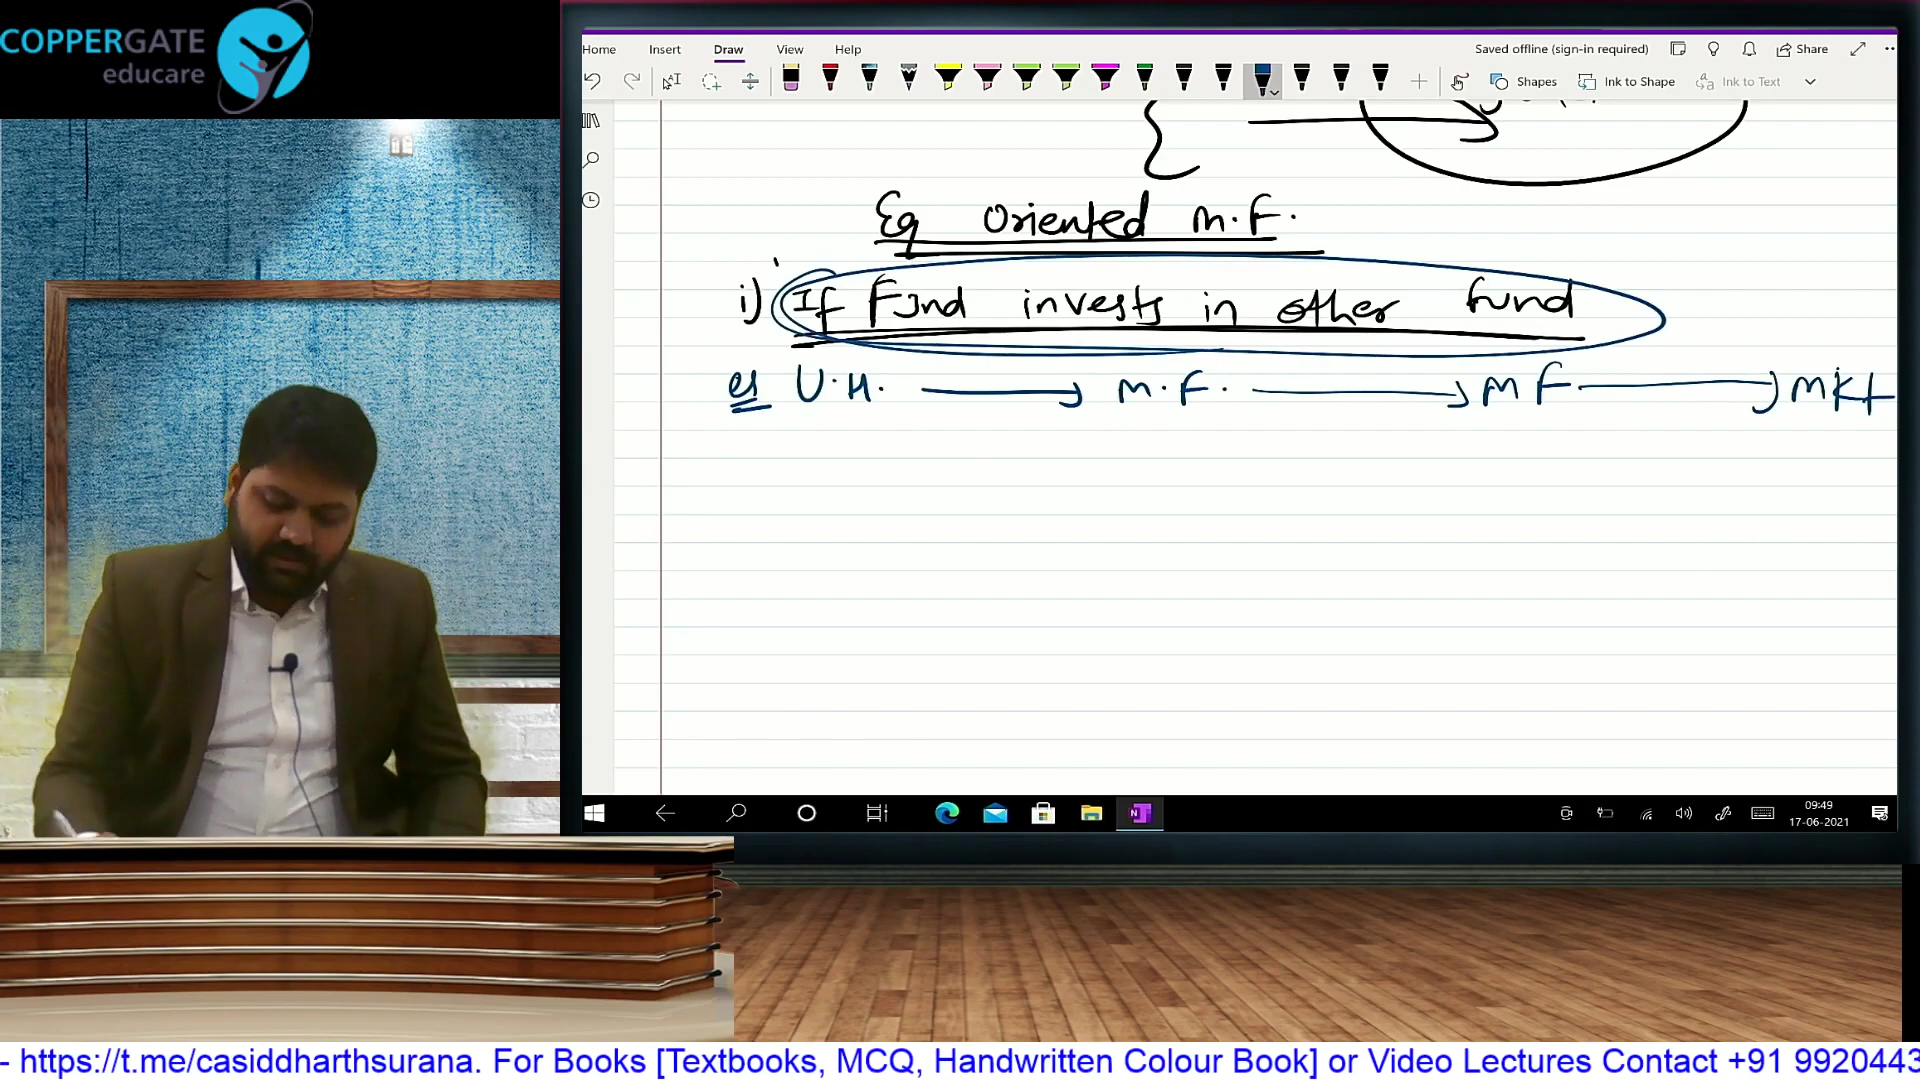 COPPERGATE
educare
Home Insert Draw View Help
Saved offline (sign-in required) Share
Shapes Ink to Shape Ink to Text
Eq Oriented M.F.
i) If Fund invests in other fund
eg U.H. M.F. MF Mkt
09:49
17-06-2021
- https://t.me/casiddharthsurana. For Books [Textbooks, MCQ, Handwritten Colour Book] or Video Lectures Contact +91 9920443